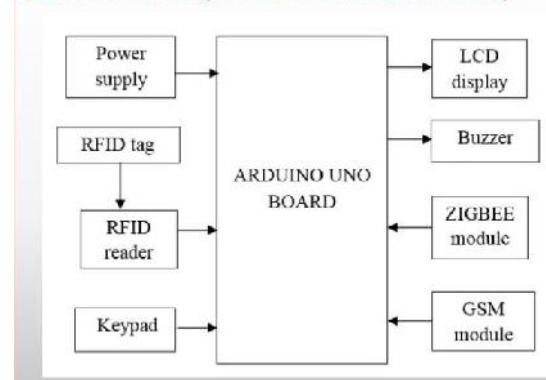 Power
supply
RFID tag
RFID
reader
Keypad
ARDUINO UNO
BOARD
LCD
display
Buzzer
ZIGBEE
module
GSM
module